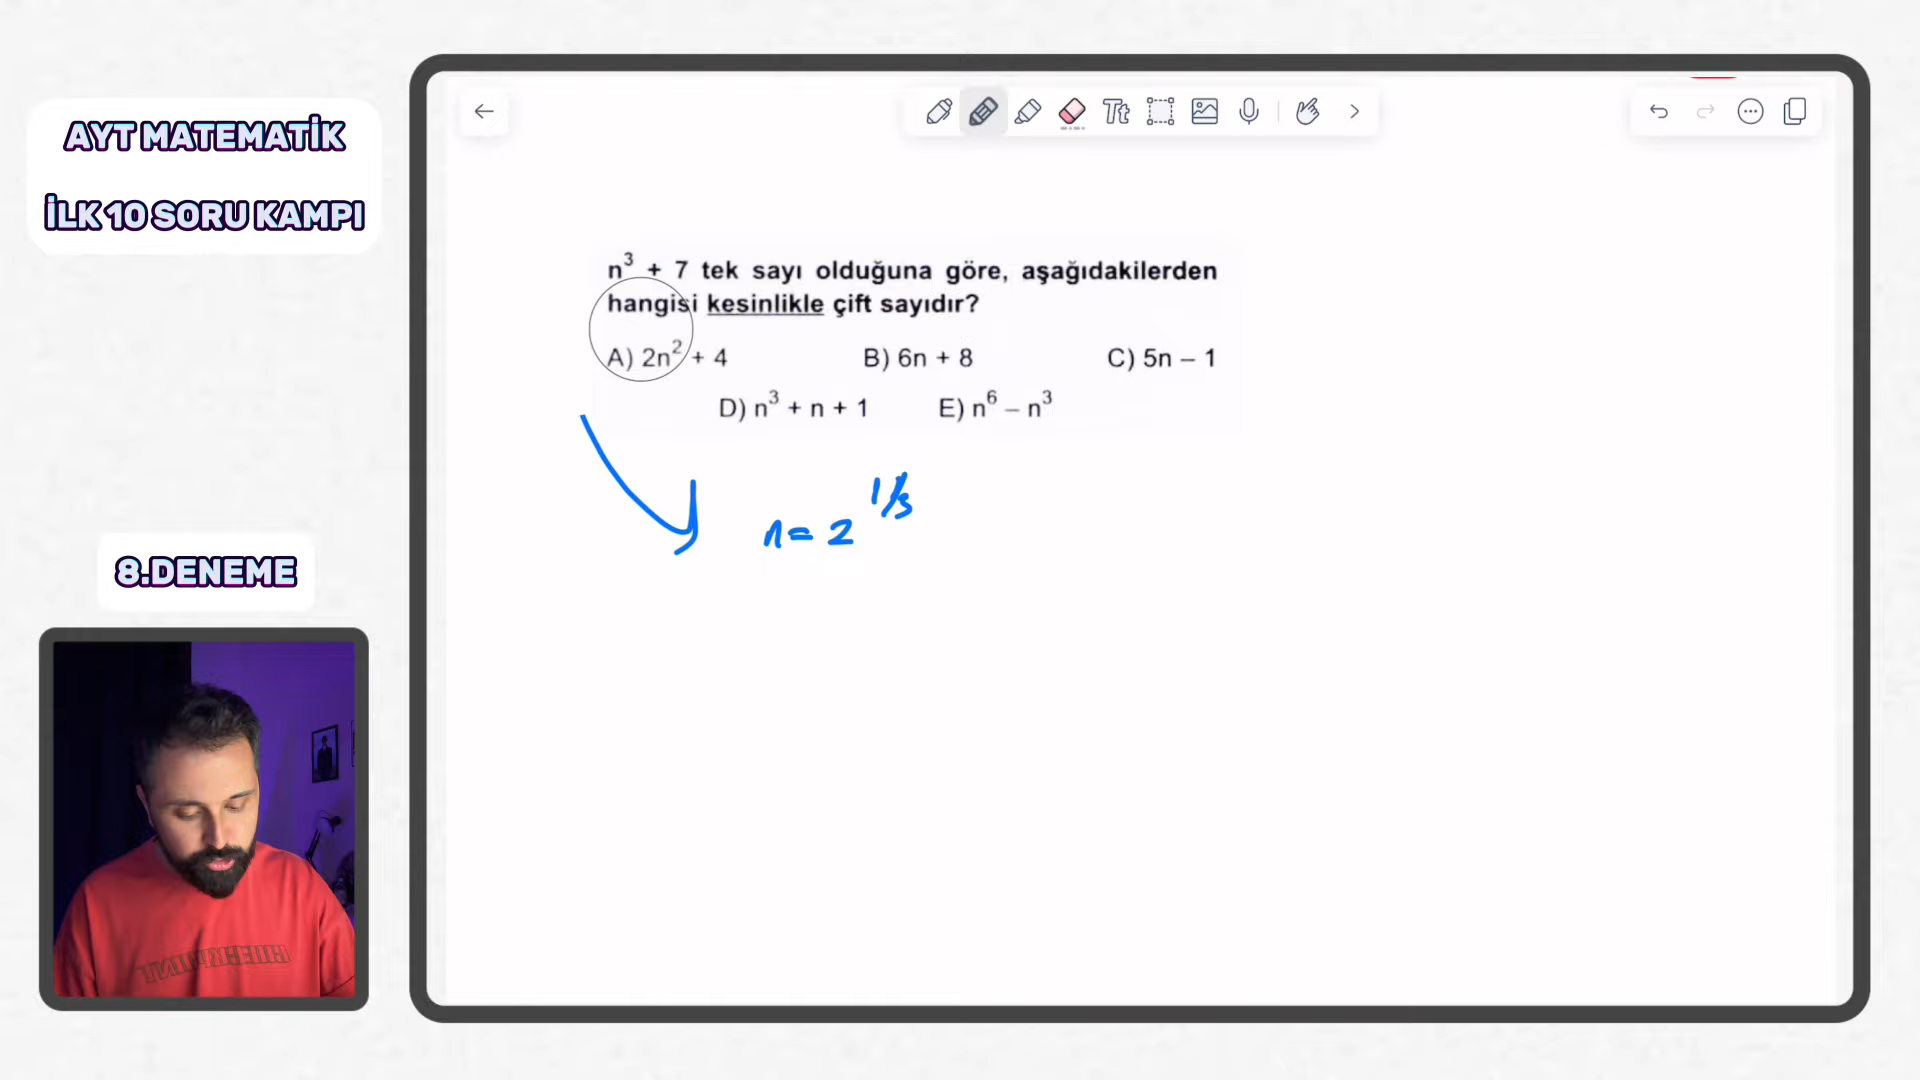 AYT MATEMATİK
İLK 10 SORU KAMPI
Tt
n³ + 7 tek sayı olduğuna göre, aşağıdakilerden
hangisi kesinlikle çift sayıdır?
A) 2n² + 4 B) 6n + 8 C) 5n – 1
D) n³ + n + 1 E) n⁶ – n³
n = 2^1/3
8.DENEME